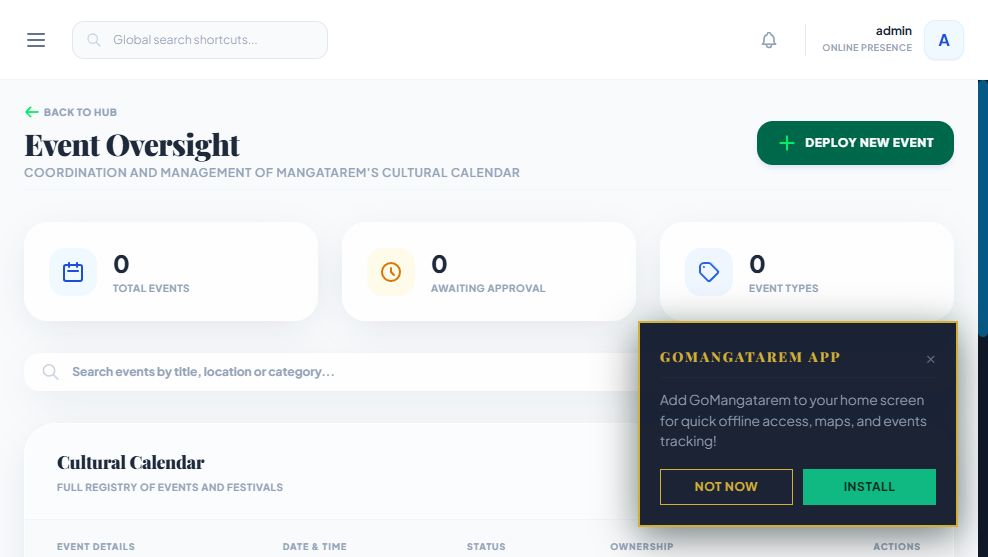 Global search shortcuts...
admin
ONLINE PRESENCE
A
BACK TO HUB
Event Oversight
COORDINATION AND MANAGEMENT OF MANGATAREM'S CULTURAL CALENDAR
DEPLOY NEW EVENT
0
TOTAL EVENTS
0
AWAITING APPROVAL
0
EVENT TYPES
Search events by title, location or category...
GOMANGATAREM APP
×
Add GoMangatarem to your home screen
for quick offline access, maps, and events
tracking!
NOT NOW
INSTALL
Cultural Calendar
FULL REGISTRY OF EVENTS AND FESTIVALS
EVENT DETAILS
DATE & TIME
STATUS
OWNERSHIP
ACTIONS